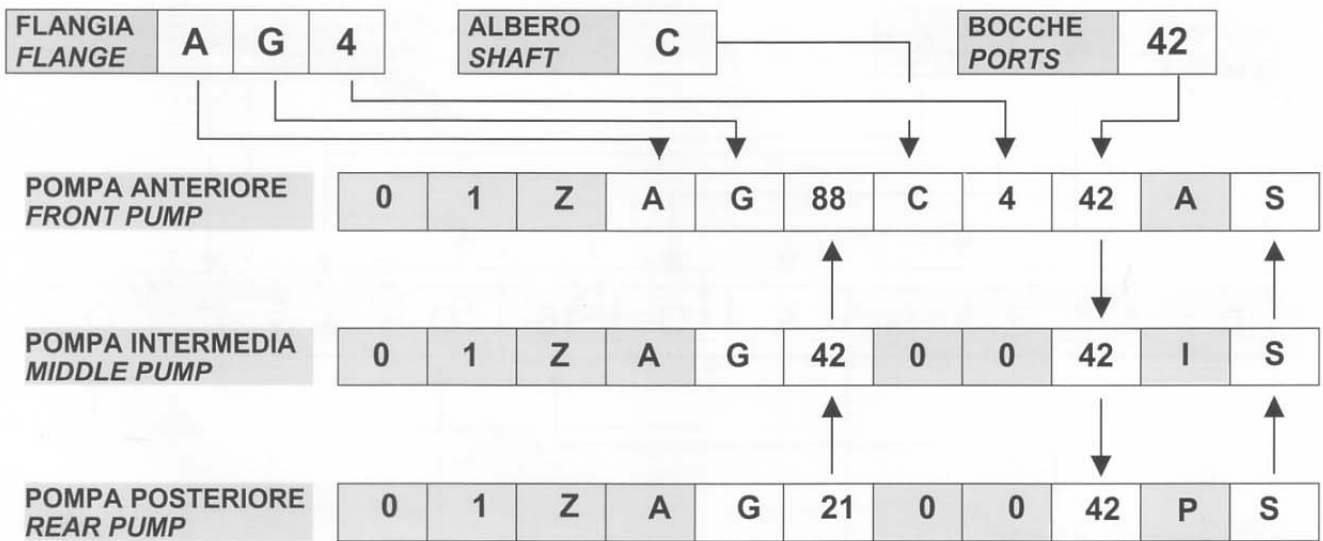 FLANGIA A G 4 ALBERO C BOCCHE 42
FLANGE SHAFT PORTS
POMPA ANTERIORE 0 1 Z A G 88 C 4 42 A S
FRONT PUMP
POMPA INTERMEDIA 0 1 Z A G 42 0 0 42 I S
MIDDLE PUMP
POMPA POSTERIORE 0 1 Z A G 21 0 0 42 P S
REAR PUMP